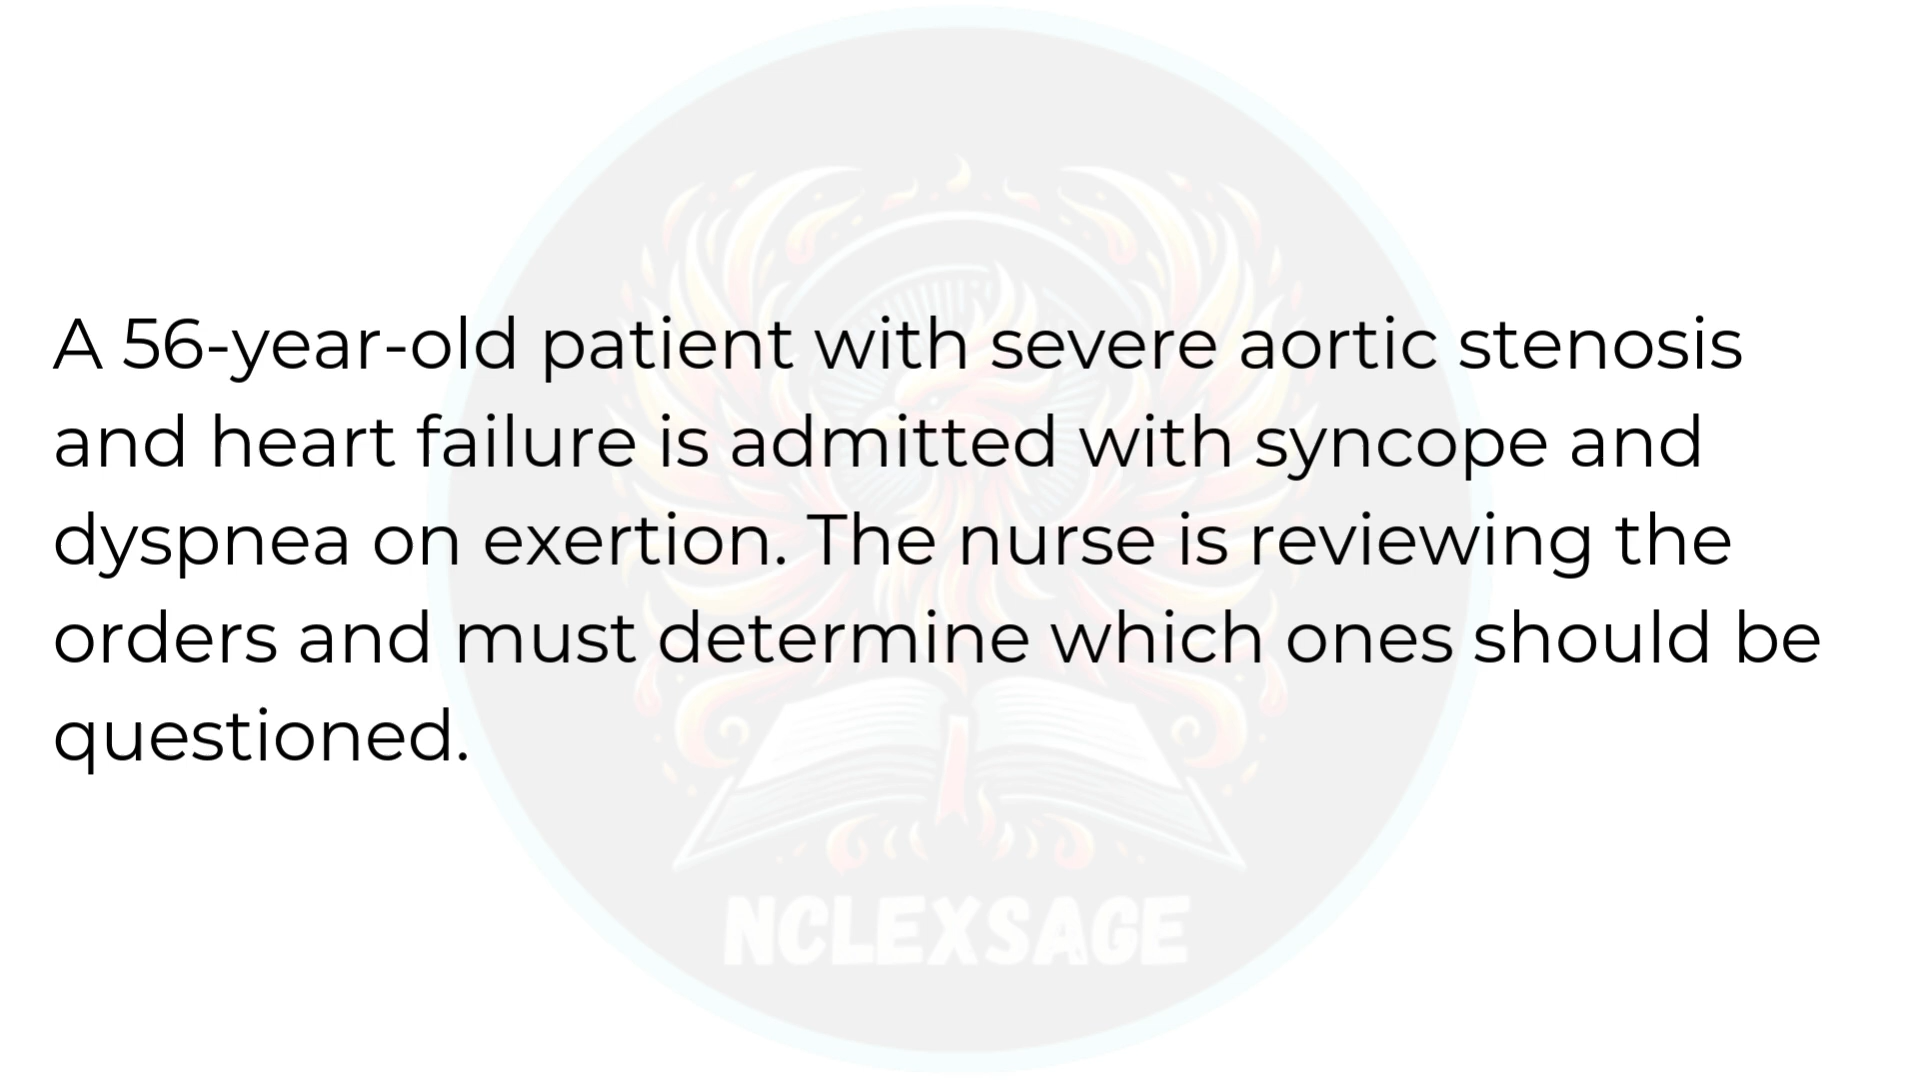 A 56-year-old patient with severe aortic stenosis
and heart failure is admitted with syncope and
dyspnea on exertion. The nurse is reviewing the
orders and must determine which ones should be
questioned.
NCLEXSAGE